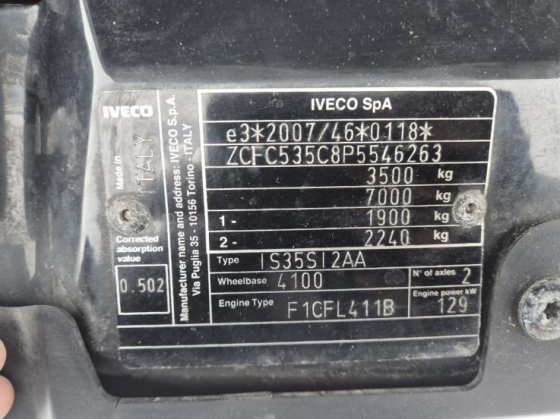 IVECO
Made in
ITALY
Corrected
absorption
value
0.502
Manufacturer name and address: IVECO S.p.A.
Via Puglia 35 - 10156 Torino - ITALY
IVECO SpA
e3*2007/46*0118*
ZCFC535C8P5546263
3500 kg
7000 kg
1- 1900 kg
2- 2240 kg
Type IS35SI2AA
Wheelbase 4100
N° of axles 2
Engine Type F1CFL411B
Engine power kW 129